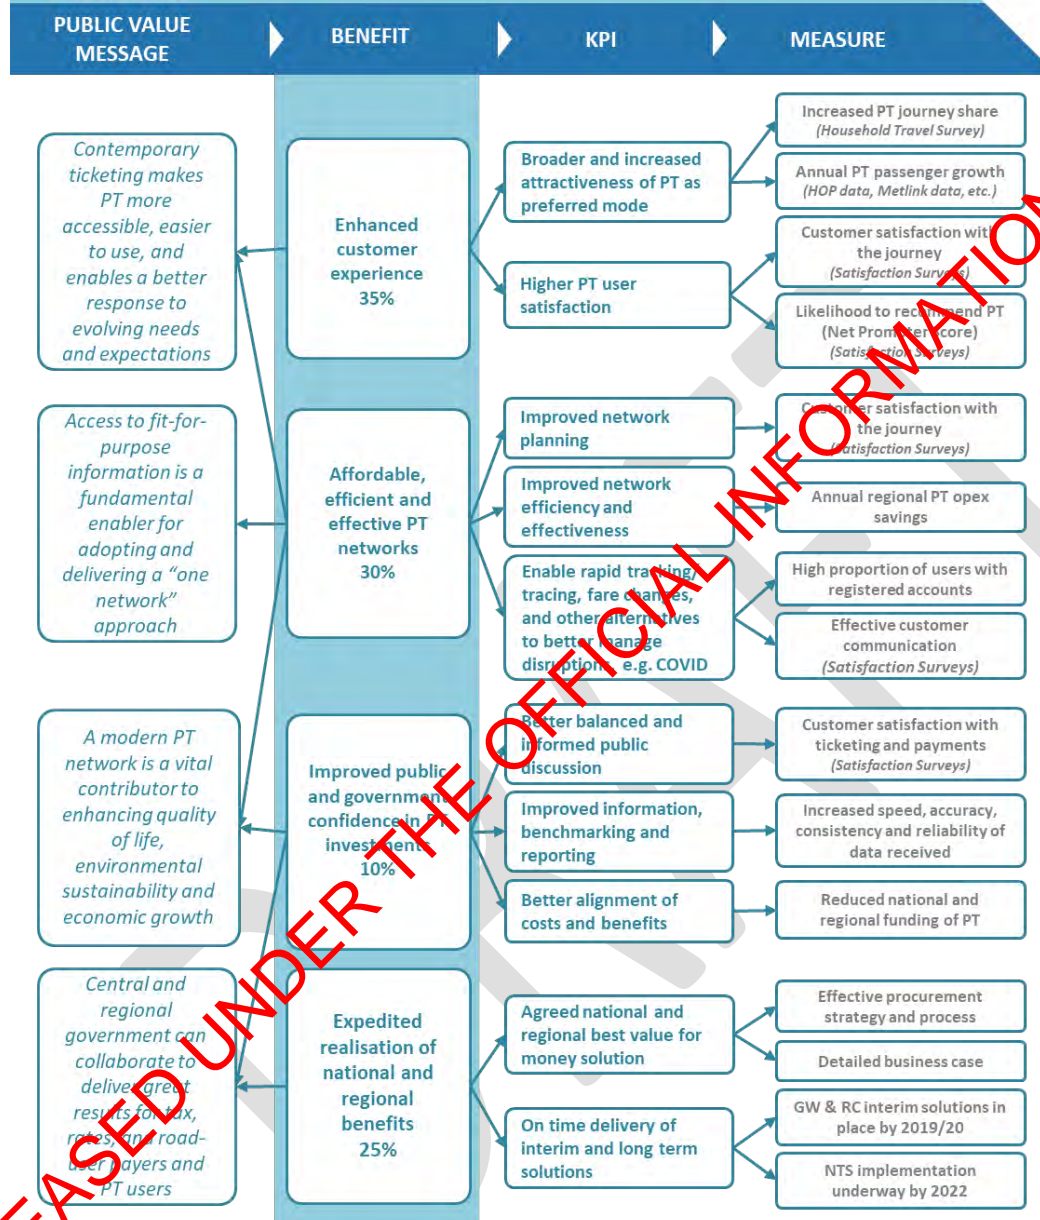 PUBLIC VALUE
MESSAGE
BENEFIT
KPI
MEASURE
Contemporary
ticketing makes
PT more
accessible, easier
to use, and
enables a better
response to
evolving needs
and expectations
Enhanced
customer
experience
35%
Broader and increased
attractiveness of PT as
preferred mode
Increased PT journey share
(Household Travel Survey)
Annual PT passenger growth
(HOP data, Metlink data, etc.)
Higher PT user
satisfaction
Customer satisfaction with
the journey
(Satisfaction Surveys)
Likelihood to recommend PT
(Net Promoter Score)
(Satisfaction Surveys)
Access to fit-for-
purpose
information is a
fundamental
enabler for
adopting and
delivering a “one
network”
approach
Affordable,
efficient and
effective PT
networks
30%
Improved network
planning
Customer satisfaction with
the journey
(Satisfaction Surveys)
Improved network
efficiency and
effectiveness
Annual regional PT opex
savings
Enable rapid tracking/
tracing, fare changes,
and other alternatives
to better manage
disruptions, e.g. COVID
High proportion of users with
registered accounts
Effective customer
communication
(Satisfaction Surveys)
A modern PT
network is a vital
contributor to
enhancing quality
of life,
environmental
sustainability and
economic growth
Improved public
and government
confidence in PT
investments
10%
Better balanced and
informed public
discussion
Customer satisfaction with
ticketing and payments
(Satisfaction Surveys)
Improved information,
benchmarking and
reporting
Increased speed, accuracy,
consistency and reliability of
data received
Better alignment of
costs and benefits
Reduced national and
regional funding of PT
Central and
regional
government can
collaborate to
deliver great
results for tax,
rates, and road-
user payers and
PT users
Expedited
realisation of
national and
regional
benefits
25%
Agreed national and
regional best value for
money solution
Effective procurement
strategy and process
Detailed business case
On time delivery of
interim and long term
solutions
GW & RC interim solutions in
place by 2019/20
NTS implementation
underway by 2022
EASED UNDER THE OFFICIAL INFORMATION
DRAFT